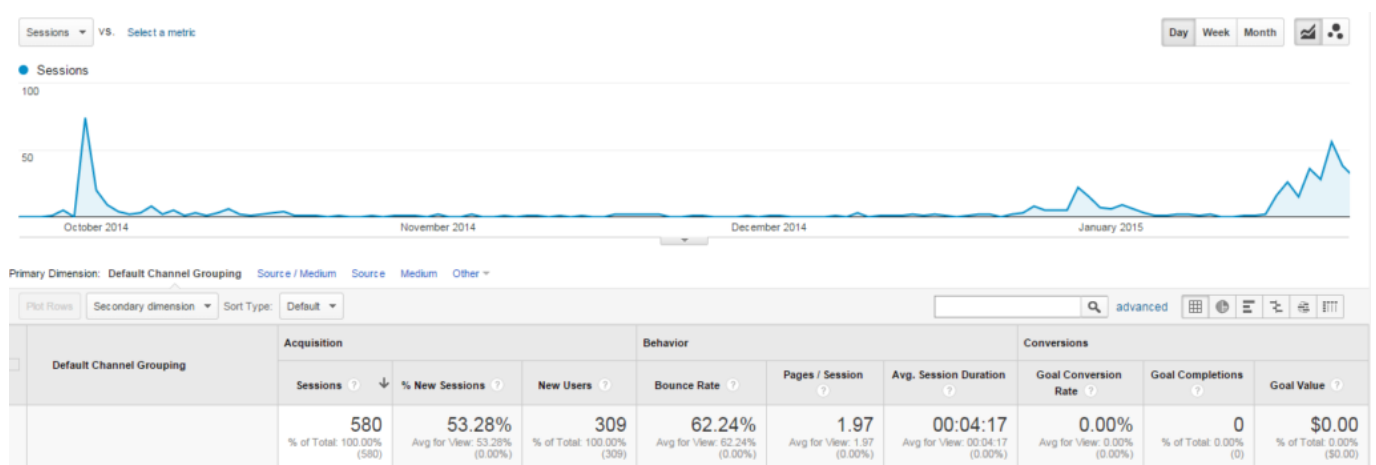 Sessions VS. Select a metric Day Week Month
Sessions
100
50
October 2014 November 2014 December 2014 January 2015
Primary Dimension: Default Channel Grouping Source / Medium Source Medium Other
Plot Rows Secondary dimension Sort Type: Default advanced
Default Channel Grouping Acquisition Behavior Conversions
Sessions ? % New Sessions ? New Users ? Bounce Rate ? Pages / Session ? Avg. Session Duration ? Goal Conversion Rate ? Goal Completions ? Goal Value ?
580 53.28% 309 62.24% 1.97 00:04:17 0.00% 0 $0.00
% of Total: 100.00% Avg for View: 53.28% % of Total: 100.00% Avg for View: 62.24% Avg for View: 1.97 Avg for View: 00:04:17 Avg for View: 0.00% % of Total: 0.00% % of Total: 0.00%
(580) (0.00%) (309) (0.00%) (0.00%) (0.00%) (0.00%) (0) ($0.00)